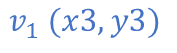 v₁ (x3, y3)